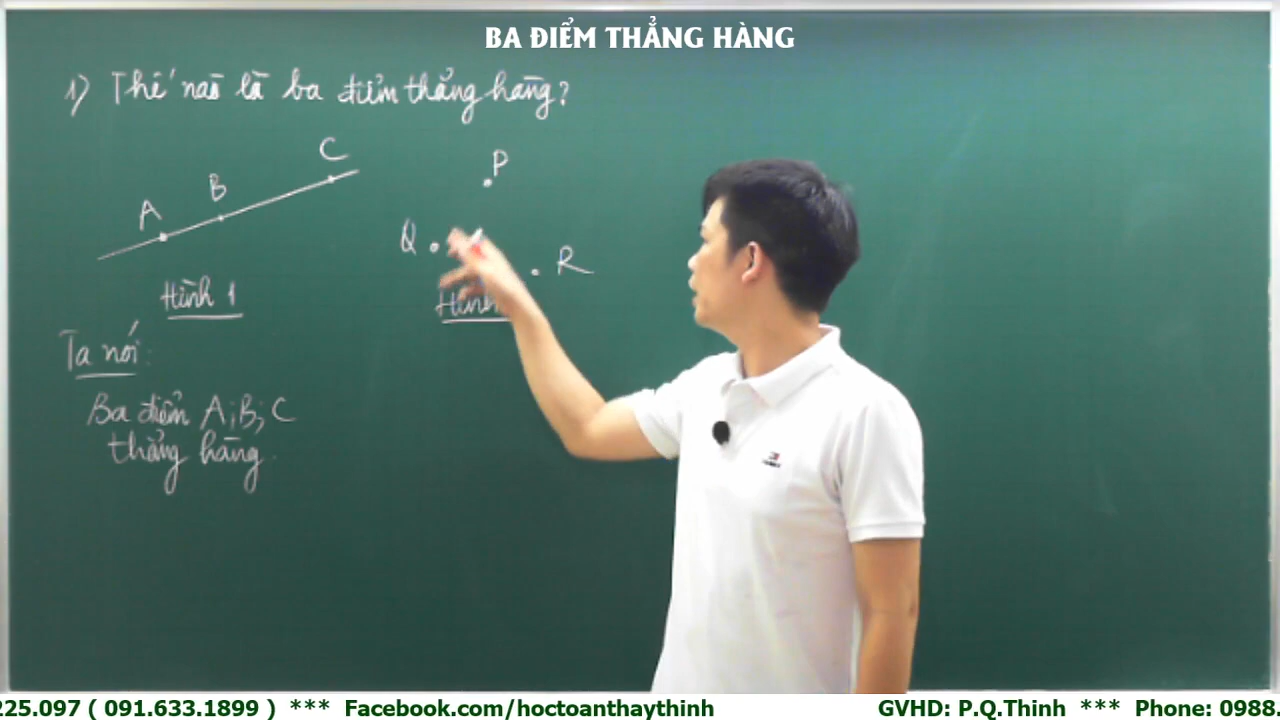 BA ĐIỂM THẲNG HÀNG
1) Thế nào là ba điểm thẳng hàng?
A B C
P
Q R
Hình 1
Hình
Ta nói:
Ba điểm A; B; C
thẳng hàng.
225.097 ( 091.633.1899 ) *** Facebook.com/hoctoanthaythinh GVHD: P.Q.Thinh *** Phone: 0988.